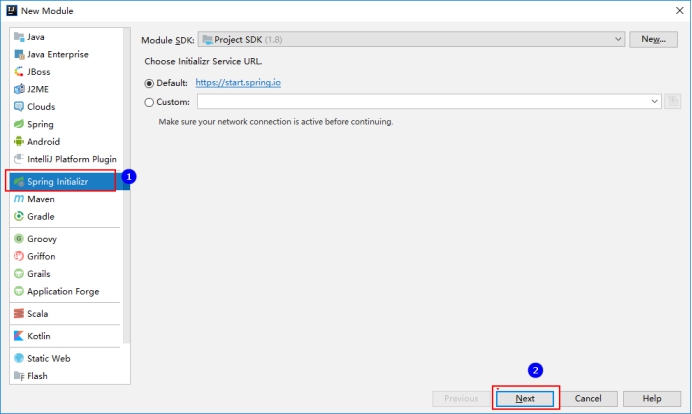 New Module
Java
Java Enterprise
JBoss
J2ME
Clouds
Spring
Android
IntelliJ Platform Plugin
Spring Initializr
1
Maven
Gradle
Groovy
Griffon
Grails
Application Forge
Scala
Kotlin
Static Web
Flash
Module SDK: Project SDK (1.8) New...
Choose Initializr Service URL.
Default: https://start.spring.io
Custom:
Make sure your network connection is active before continuing.
2
Previous Next Cancel Help